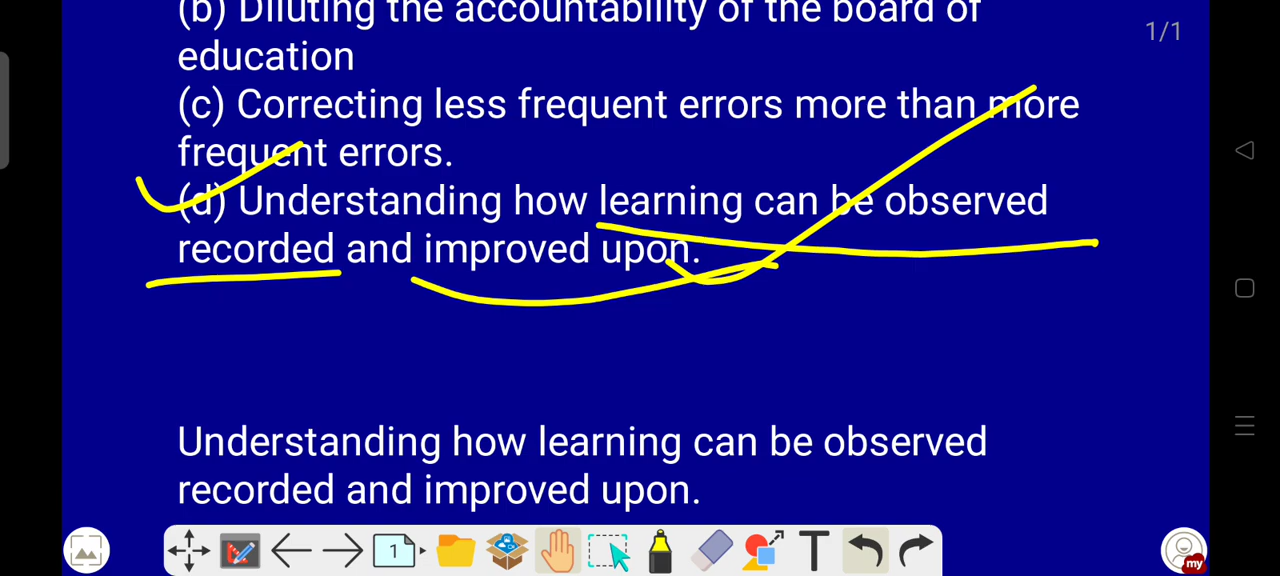 (b) Diluting the accountability of the board of
education
1/1
(c) Correcting less frequent errors more than more
frequent errors.
(d) Understanding how learning can be observed
recorded and improved upon.
Understanding how learning can be observed
recorded and improved upon.
1
T
my